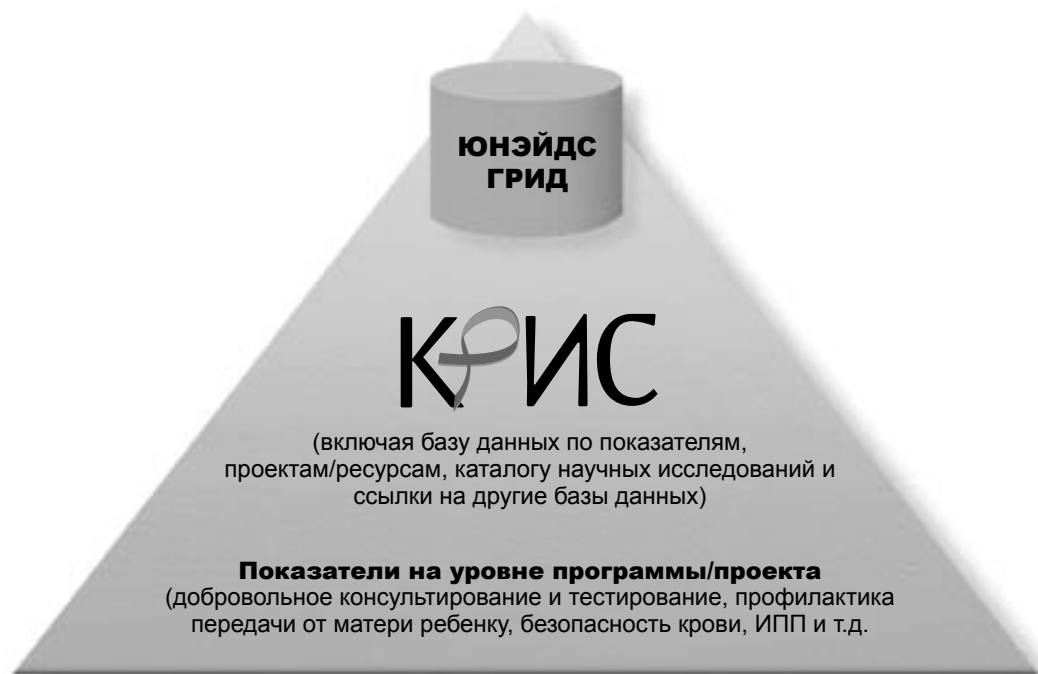 ЮНЭЙДС
ГРИД
КРИС
(включая базу данных по показателям,
проектам/ресурсам, каталогу научных исследований и
ссылки на другие базы данных)
Показатели на уровне программы/проекта
(добровольное консультирование и тестирование, профилактика
передачи от матери ребенку, безопасность крови, ИПП и т.д.